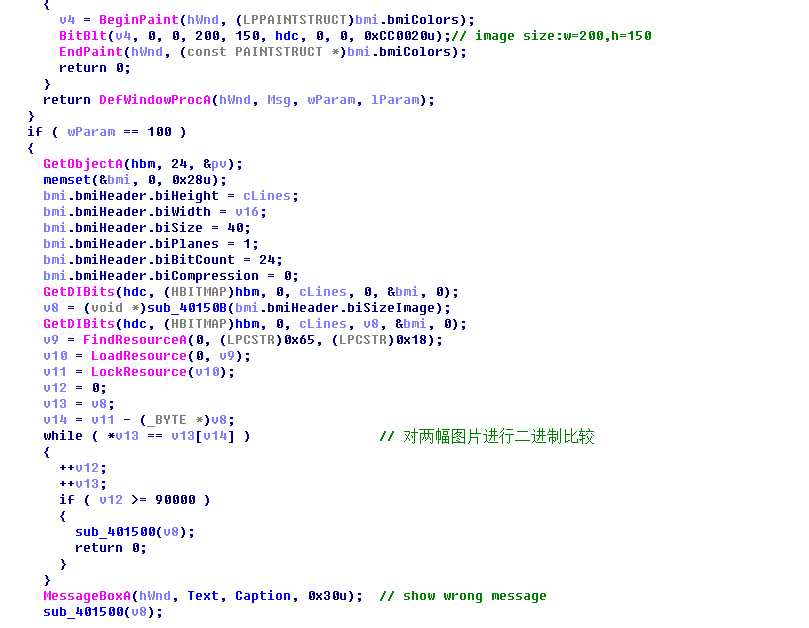 {
v4 = BeginPaint(hWnd, (LPPAINTSTRUCT)bmi.bmiColors);
BitBlt(v4, 0, 0, 200, 150, hdc, 0, 0, 0xCC0020u);// image size:w=200,h=150
EndPaint(hWnd, (const PAINTSTRUCT *)bmi.bmiColors);
return 0;
}
return DefWindowProcA(hWnd, Msg, wParam, lParam);
}
if ( wParam == 100 )
{
GetObjectA(hbm, 24, &pv);
memset(&bmi, 0, 0x28u);
bmi.bmiHeader.biHeight = cLines;
bmi.bmiHeader.biWidth = v16;
bmi.bmiHeader.biSize = 40;
bmi.bmiHeader.biPlanes = 1;
bmi.bmiHeader.biBitCount = 24;
bmi.bmiHeader.biCompression = 0;
GetDIBits(hdc, (HBITMAP)hbm, 0, cLines, 0, &bmi, 0);
v8 = (void *)sub_40150B(bmi.bmiHeader.biSizeImage);
GetDIBits(hdc, (HBITMAP)hbm, 0, cLines, v8, &bmi, 0);
v9 = FindResourceA(0, (LPCSTR)0x65, (LPCSTR)0x18);
v10 = LoadResource(0, v9);
v11 = LockResource(v10);
v12 = 0;
v13 = v8;
v14 = v11 - (_BYTE *)v8;
while ( *v13 == v13[v14] ) // 对两幅图片进行二进制比较
{
++v12;
++v13;
if ( v12 >= 90000 )
{
sub_401500(v8);
return 0;
}
}
MessageBoxA(hWnd, Text, Caption, 0x30u); // show wrong message
sub_401500(v8);